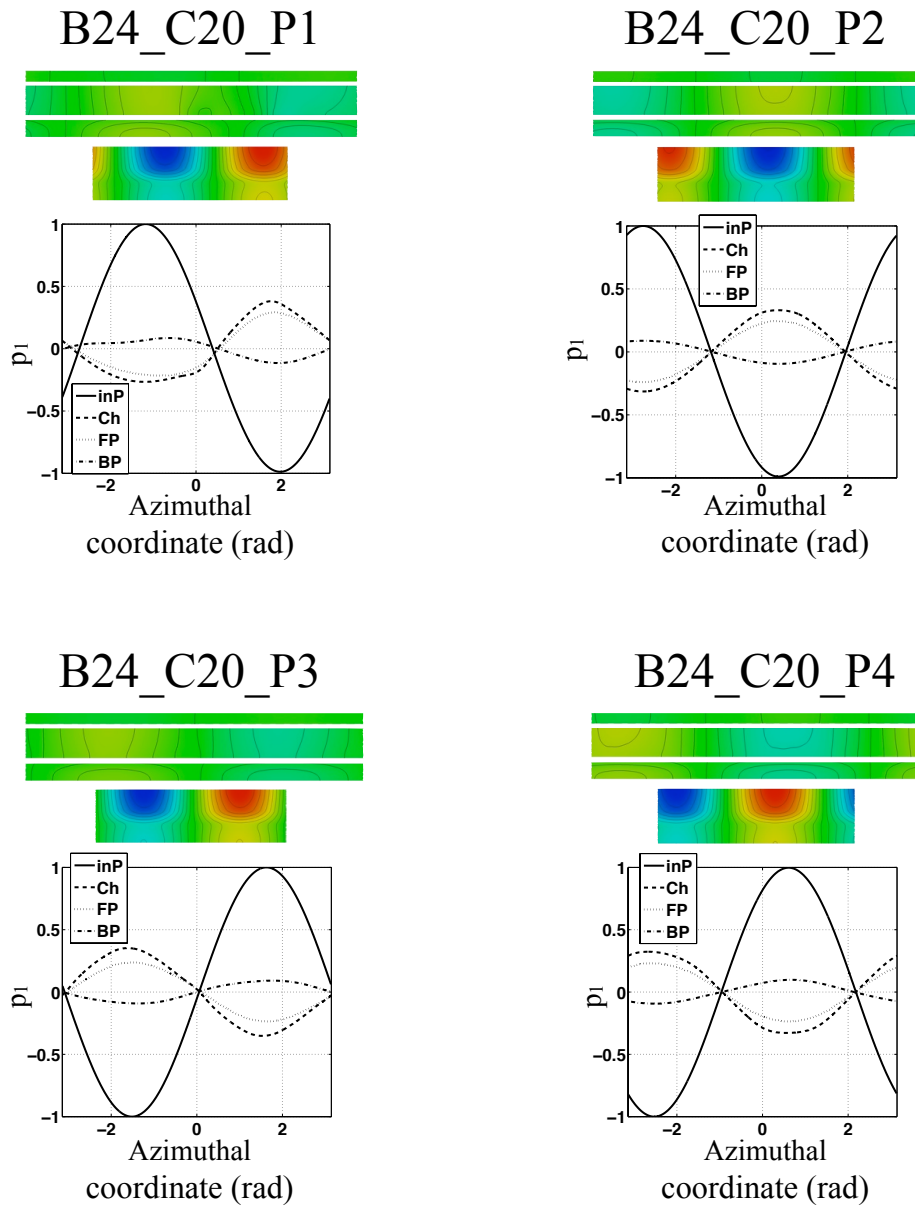 B24_C20_P1
B24_C20_P2
1
0.5
0
−0.5
−1
p1
inP
Ch
FP
BP
−2
0
2
Azimuthal
coordinate (rad)
1
0.5
0
−0.5
−1
p1
inP
Ch
FP
BP
−2
0
2
Azimuthal
coordinate (rad)
B24_C20_P3
B24_C20_P4
1
0.5
0
−0.5
−1
p1
inP
Ch
FP
BP
−2
0
2
Azimuthal
coordinate (rad)
1
0.5
0
−0.5
−1
p1
inP
Ch
FP
BP
−2
0
2
Azimuthal
coordinate (rad)